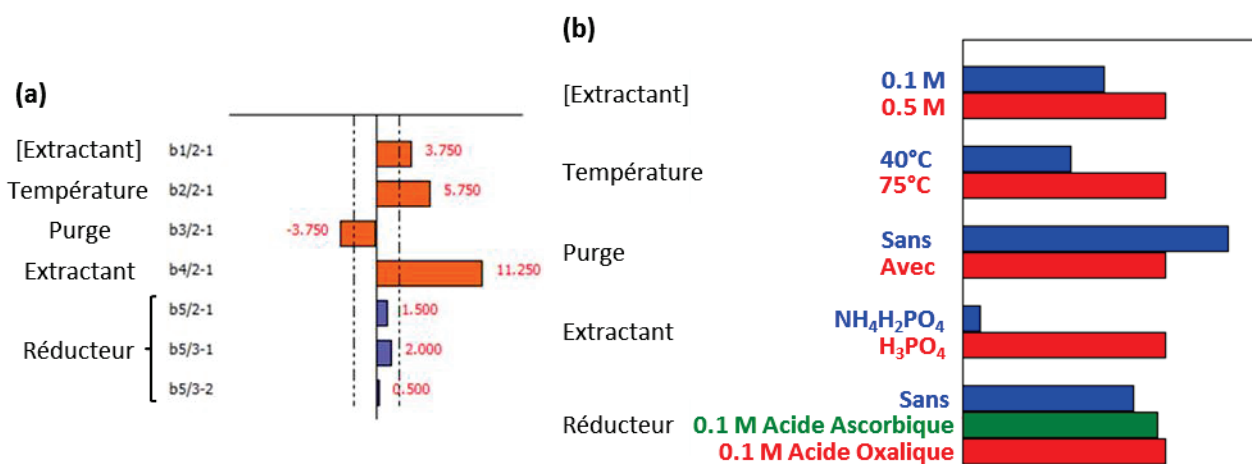 (a)
[Extractant] b1/2-1 3.750
Température b2/2-1 5.750
Purge b3/2-1 -3.750
Extractant b4/2-1 11.250
b5/2-1 1.500
Réducteur b5/3-1 2.000
b5/3-2 0.500
(b)
[Extractant] 0.1 M
0.5 M
Température 40°C
75°C
Purge Sans
Avec
Extractant NH₄H₂PO₄
H₃PO₄
Réducteur Sans
0.1 M Acide Ascorbique
0.1 M Acide Oxalique